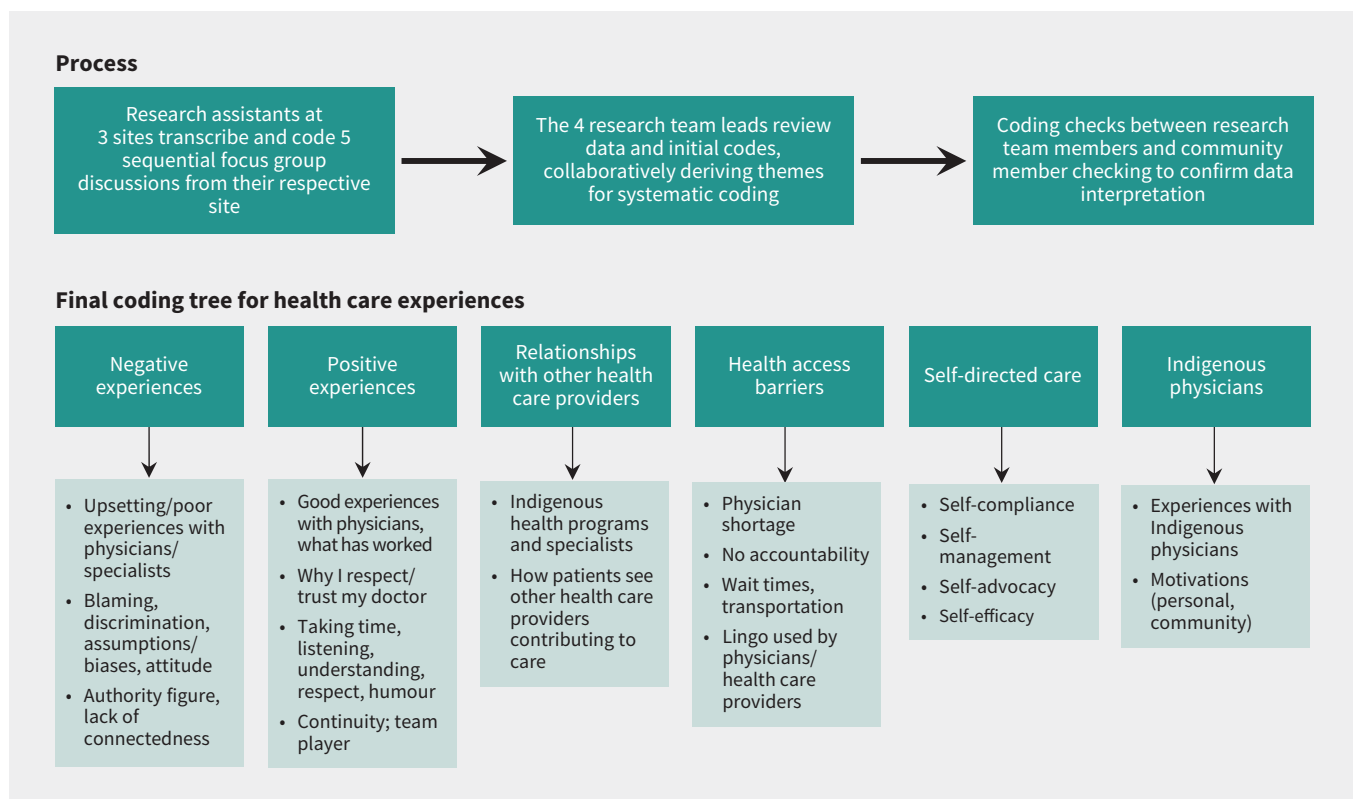 Process
Research assistants at
3 sites transcribe and code 5
sequential focus group
discussions from their respective
site
The 4 research team leads review
data and initial codes,
collaboratively deriving themes
for systematic coding
Coding checks between research
team members and community
member checking to confirm data
interpretation
Final coding tree for health care experiences
Negative
experiences
• Upsetting/poor
experiences with
physicians/
specialists
• Blaming,
discrimination,
assumptions/
biases, attitude
• Authority figure,
lack of
connectedness
Positive
experiences
• Good experiences
with physicians,
what has worked
• Why I respect/
trust my doctor
• Taking time,
listening,
understanding,
respect, humour
• Continuity; team
player
Relationships
with other health
care providers
• Indigenous
health programs
and specialists
• How patients see
other health care
providers
contributing to
care
Health access
barriers
• Physician
shortage
• No accountability
• Wait times,
transportation
• Lingo used by
physicians/
health care
providers
Self-directed care
• Self-compliance
• Self-
management
• Self-advocacy
• Self-efficacy
Indigenous
physicians
• Experiences with
Indigenous
physicians
• Motivations
(personal,
community)